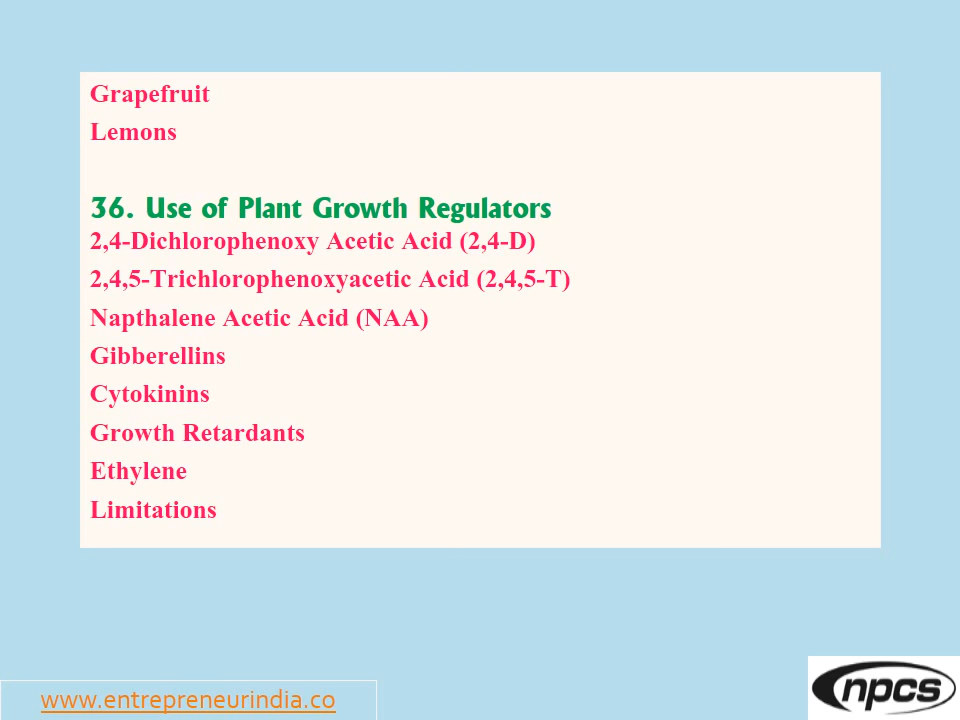 Grapefruit
Lemons
36. Use of Plant Growth Regulators
2,4-Dichlorophenoxy Acetic Acid (2,4-D)
2,4,5-Trichlorophenoxyacetic Acid (2,4,5-T)
Napthalene Acetic Acid (NAA)
Gibberellins
Cytokinins
Growth Retardants
Ethylene
Limitations
www.entrepreneurindia.co
npcs